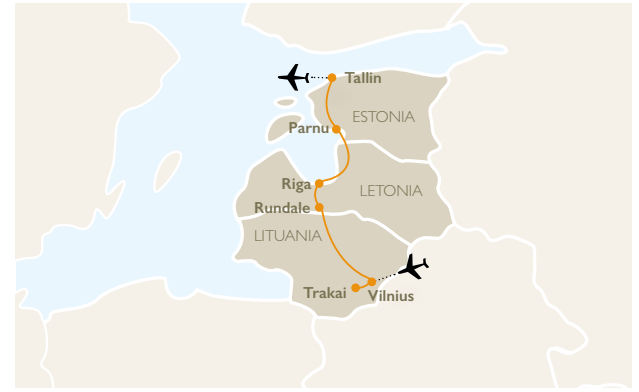 Tallin
ESTONIA
Parnu
Riga
LETONIA
Rundale
LITUANIA
Trakai
Vilnius